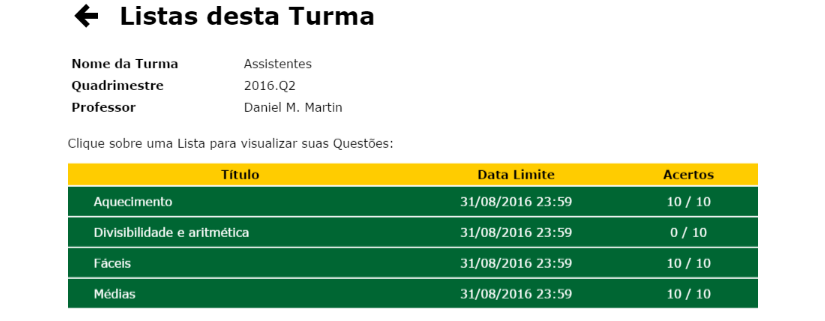 Listas desta Turma
Nome da Turma Assistentes
Quadrimestre 2016.Q2
Professor Daniel M. Martin
Clique sobre uma Lista para visualizar suas Questões:
Título Data Limite Acertos
Aquecimento 31/08/2016 23:59 10 / 10
Divisibilidade e aritmética 31/08/2016 23:59 0 / 10
Fáceis 31/08/2016 23:59 10 / 10
Médias 31/08/2016 23:59 10 / 10